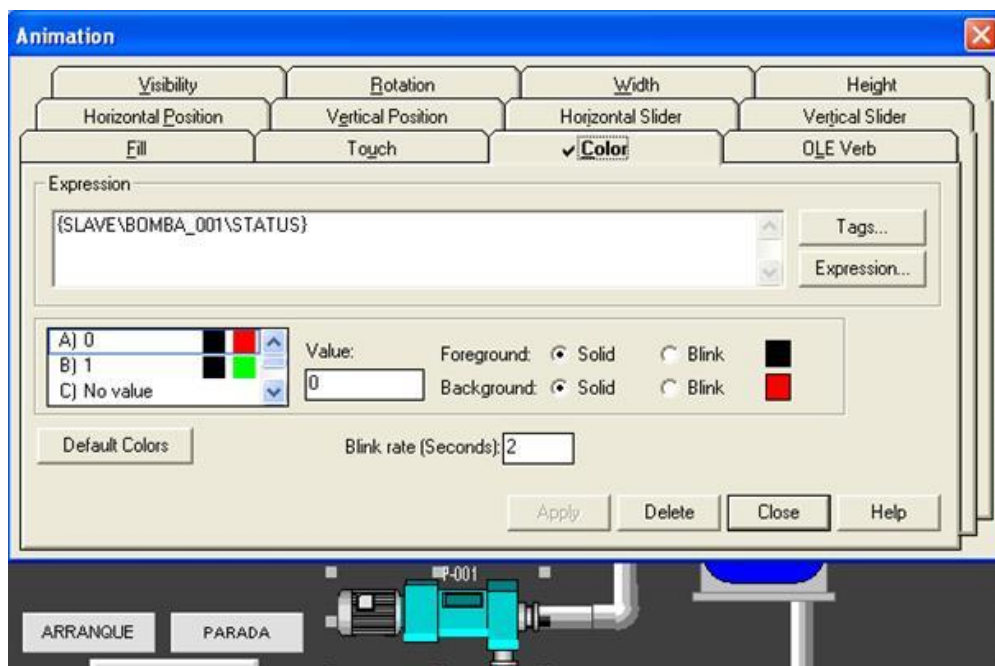 Animation
Visibility Rotation Width Height
Horizontal Position Vertical Position Horizontal Slider Vertical Slider
Fill Touch Color OLE Verb
Expression
{SLAVE\BOMBA_001\STATUS}
Tags...
Expression...
A) 0
B) 1
C) No value
Value:
0
Foreground: Solid Blink
Background: Solid Blink
Default Colors
Blink rate (Seconds): 2
Apply Delete Close Help
P-001
ARRANQUE PARADA